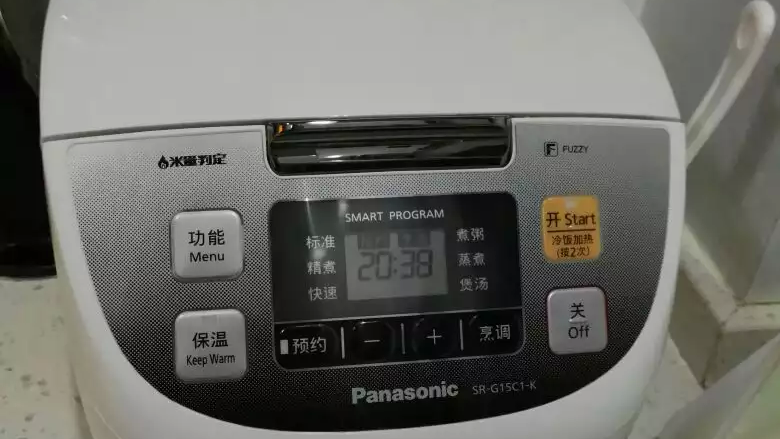 米量判定
F FUZZY
功能
Menu
保温
Keep Warm
SMART PROGRAM
标准
精煮
快速
20:38
煮粥
蒸煮
煲汤
预约 − + 烹调
开 Start
冷饭加热
(按2次)
关
Off
Panasonic SR-G15C1-K